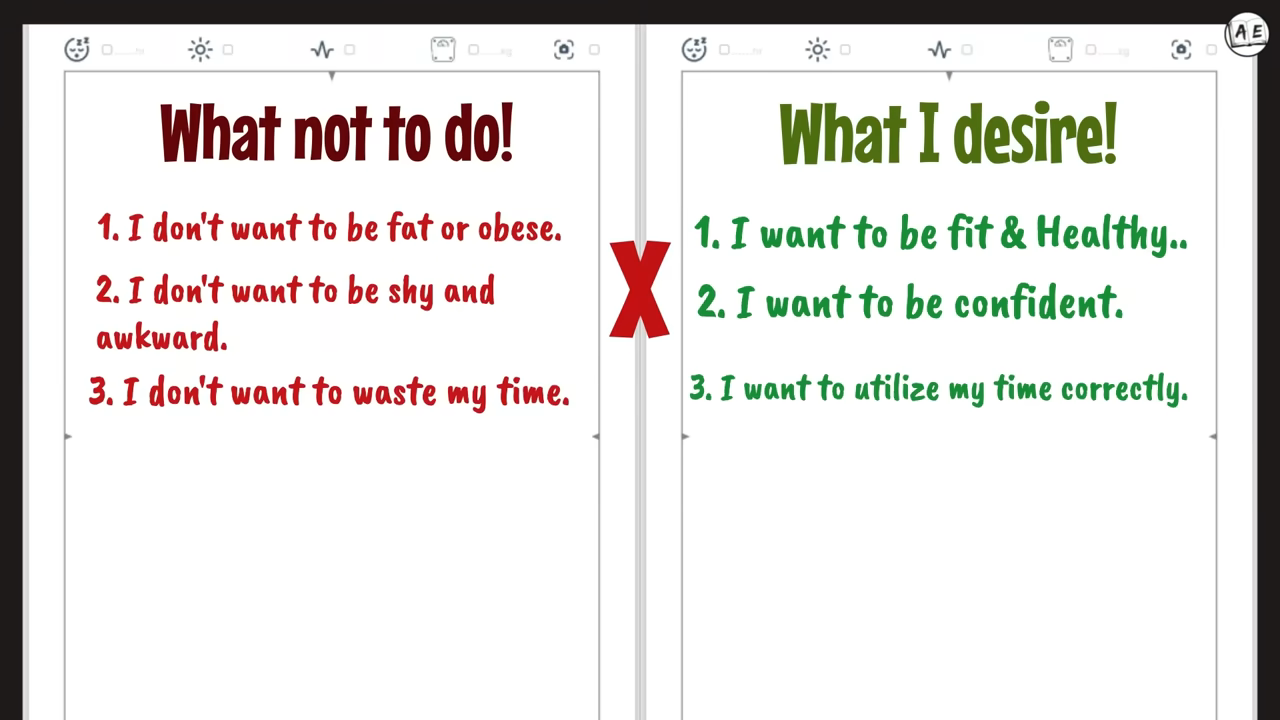 AE
What not to do!
1. I don't want to be fat or obese.
2. I don't want to be shy and
awkward.
3. I don't want to waste my time.
X
What I desire!
1. I want to be fit & Healthy..
2. I want to be confident.
3. I want to utilize my time correctly.